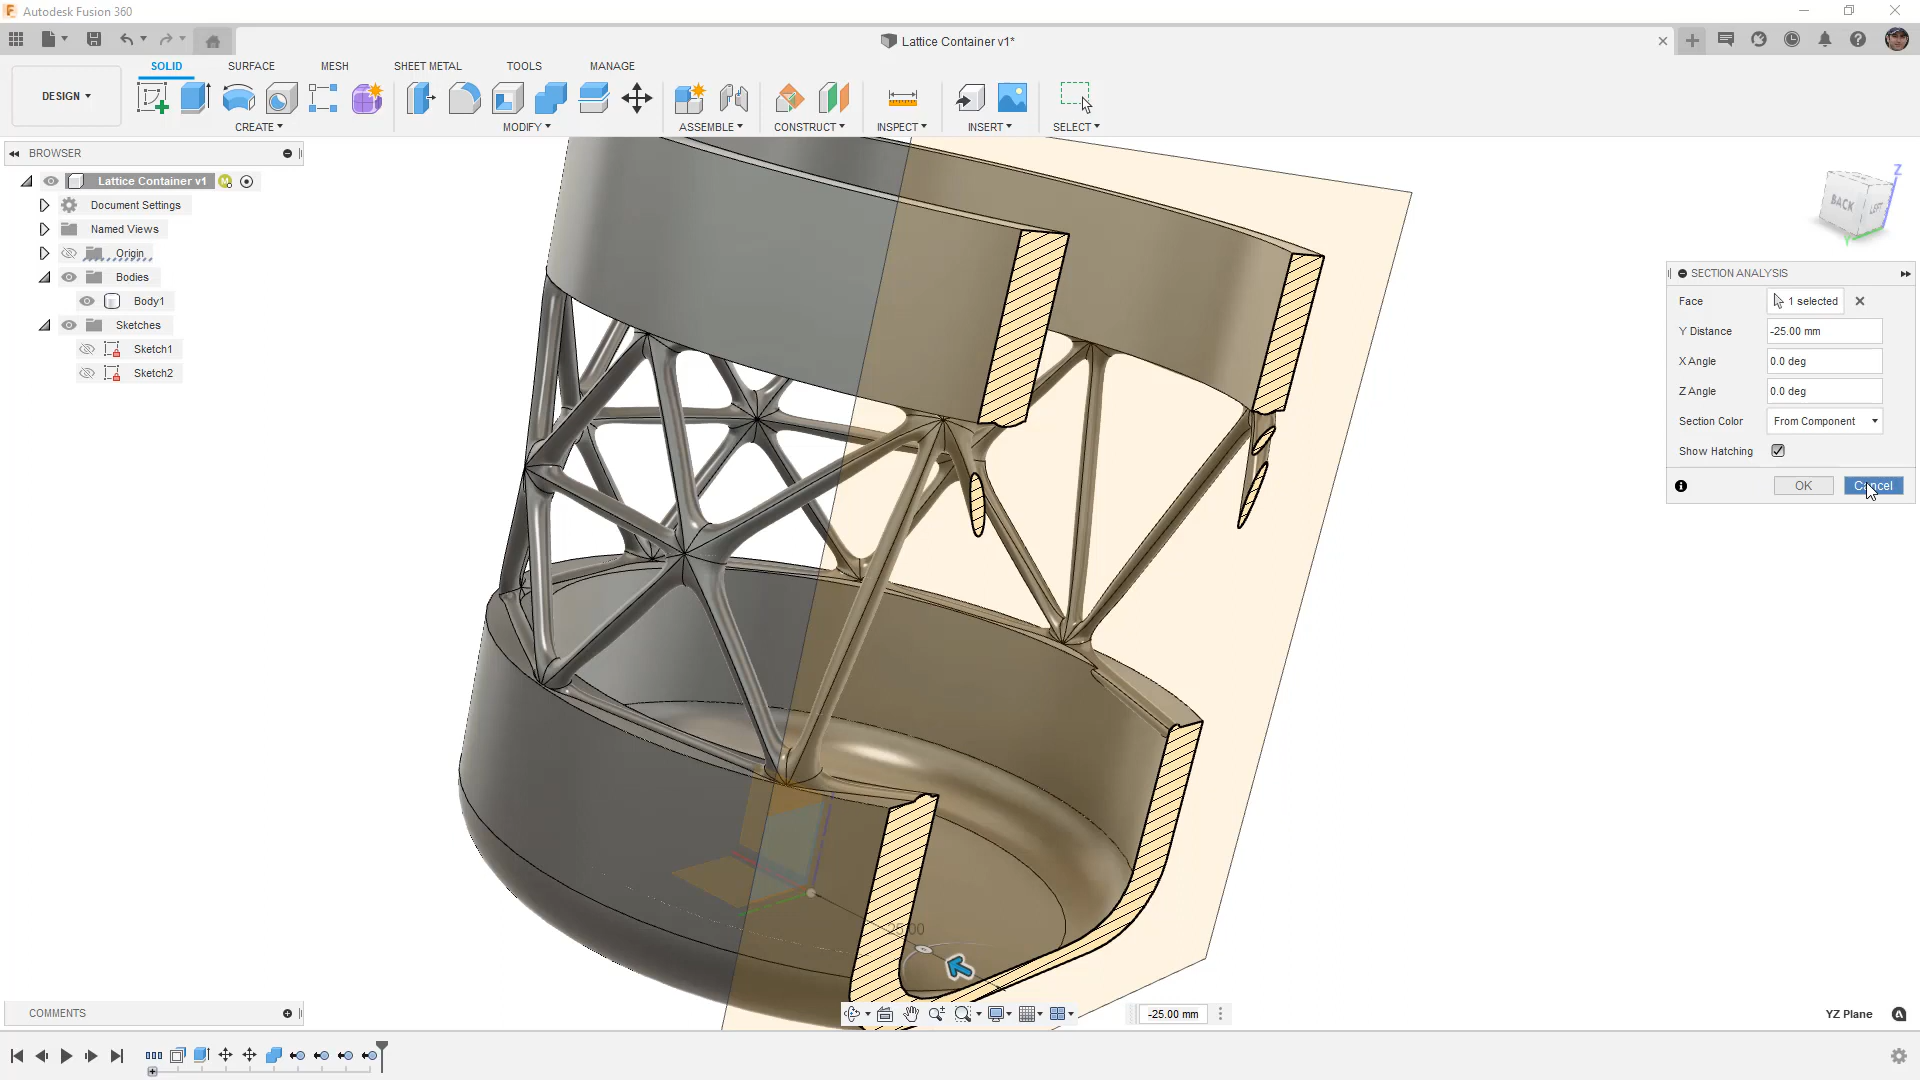 Autodesk Fusion 360
Lattice Container v1*
DESIGN
SOLID
SURFACE
MESH
SHEET METAL
TOOLS
MANAGE
CREATE
MODIFY
ASSEMBLE
CONSTRUCT
INSPECT
INSERT
SELECT
BROWSER
Lattice Container v1
M
Document Settings
Named Views
Origin
Bodies
Body1
Sketches
Sketch1
Sketch2
Z
BACK
LEFT
Y
SECTION ANALYSIS
Face
1 selected
Y Distance
-25.00 mm
X Angle
0.0 deg
Z Angle
0.0 deg
Section Color
From Component
Show Hatching
OK
Cancel
25.00
COMMENTS
-25.00 mm
YZ Plane